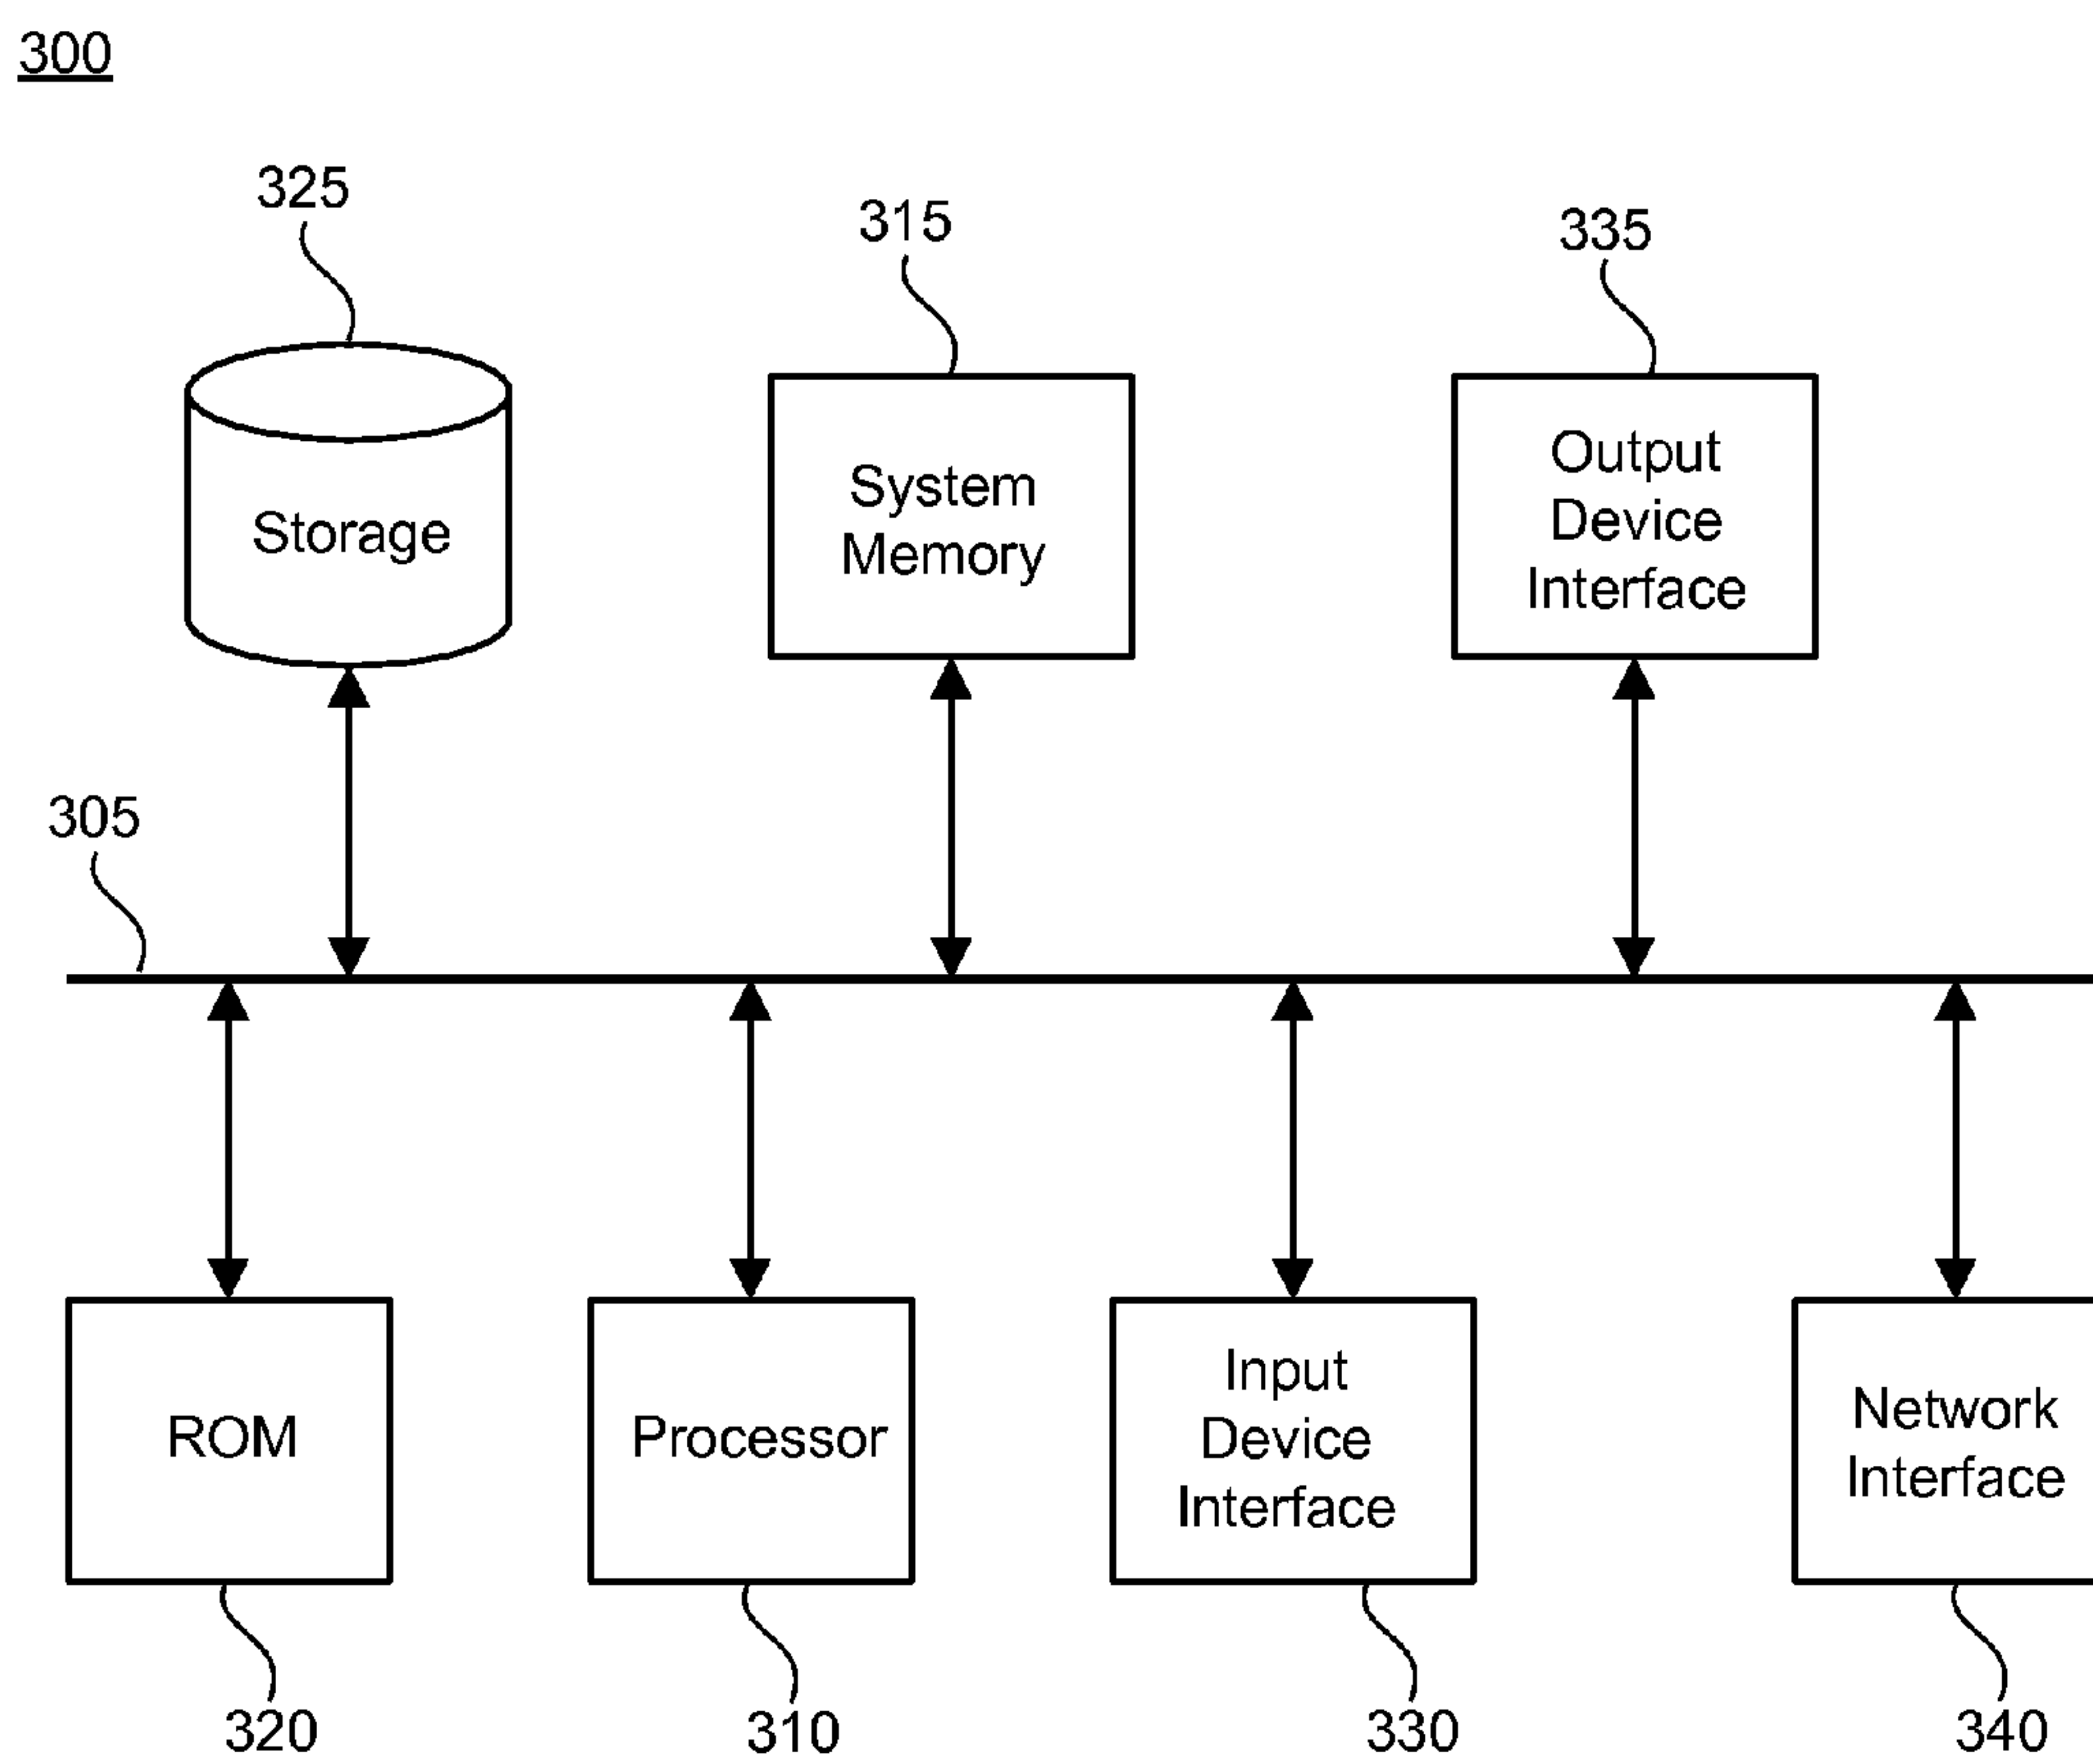 300
325
315
335
Storage
System
Memory
Output
Device
Interface
305
ROM
Processor
Input
Device
Interface
Network
Interface
320
310
330
340